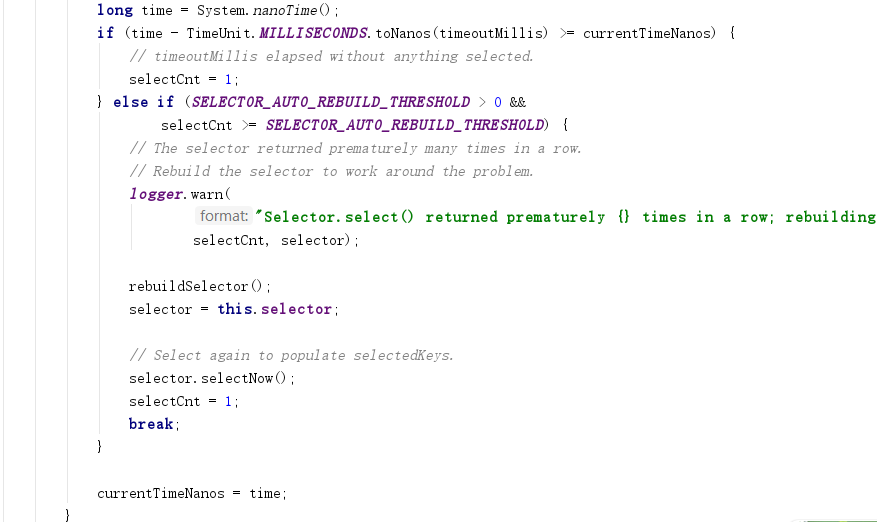 long time = System.nanoTime();
if (time - TimeUnit.MILLISECONDS.toNanos(timeoutMillis) >= currentTimeNanos) {
// timeoutMillis elapsed without anything selected.
selectCnt = 1;
} else if (SELECTOR_AUTO_REBUILD_THRESHOLD > 0 &&
selectCnt >= SELECTOR_AUTO_REBUILD_THRESHOLD) {
// The selector returned prematurely many times in a row.
// Rebuild the selector to work around the problem.
logger.warn(
format: "Selector.select() returned prematurely {} times in a row; rebuilding
selectCnt, selector);
rebuildSelector();
selector = this.selector;
// Select again to populate selectedKeys.
selector.selectNow();
selectCnt = 1;
break;
}
currentTimeNanos = time;
}